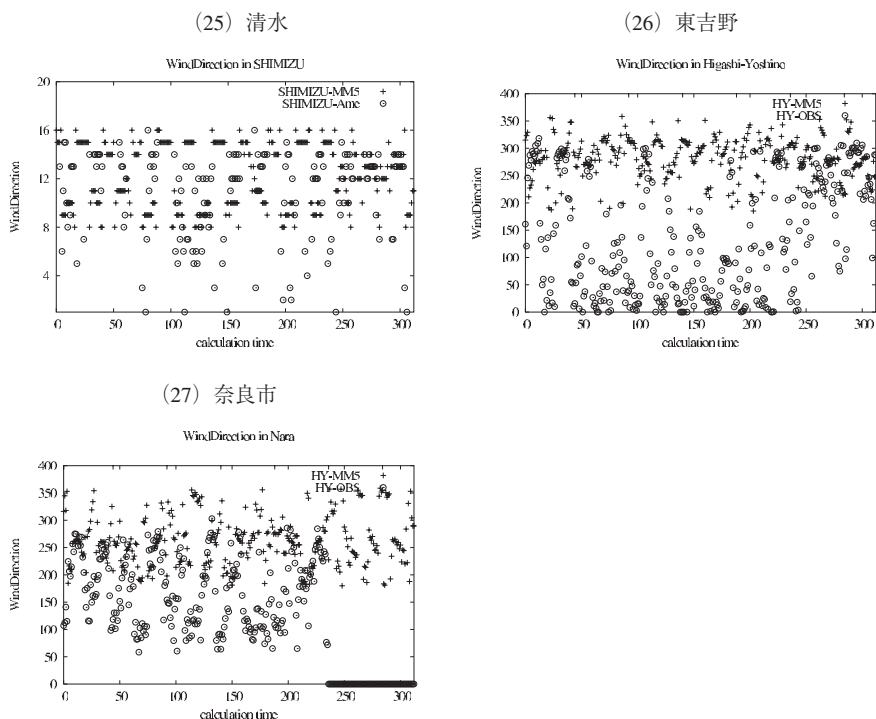 (25) 清水
WindDirection in SHIMIZU
SHIMIZU-MM5
SHIMIZU-Ame
WindDirection
20
16
12
8
4
0 50 100 150 200 250 300
calculation time
(26) 東吉野
WindDirection in Higashi-Yoshino
HY-MM5
HY-OBS
WindDirection
400
350
300
250
200
150
100
50
0
0 50 100 150 200 250 300
calculation time
(27) 奈良市
WindDirection in Nara
HY-MM5
HY-OBS
WindDirection
400
350
300
250
200
150
100
50
0
0 50 100 150 200 250 300
calculation time